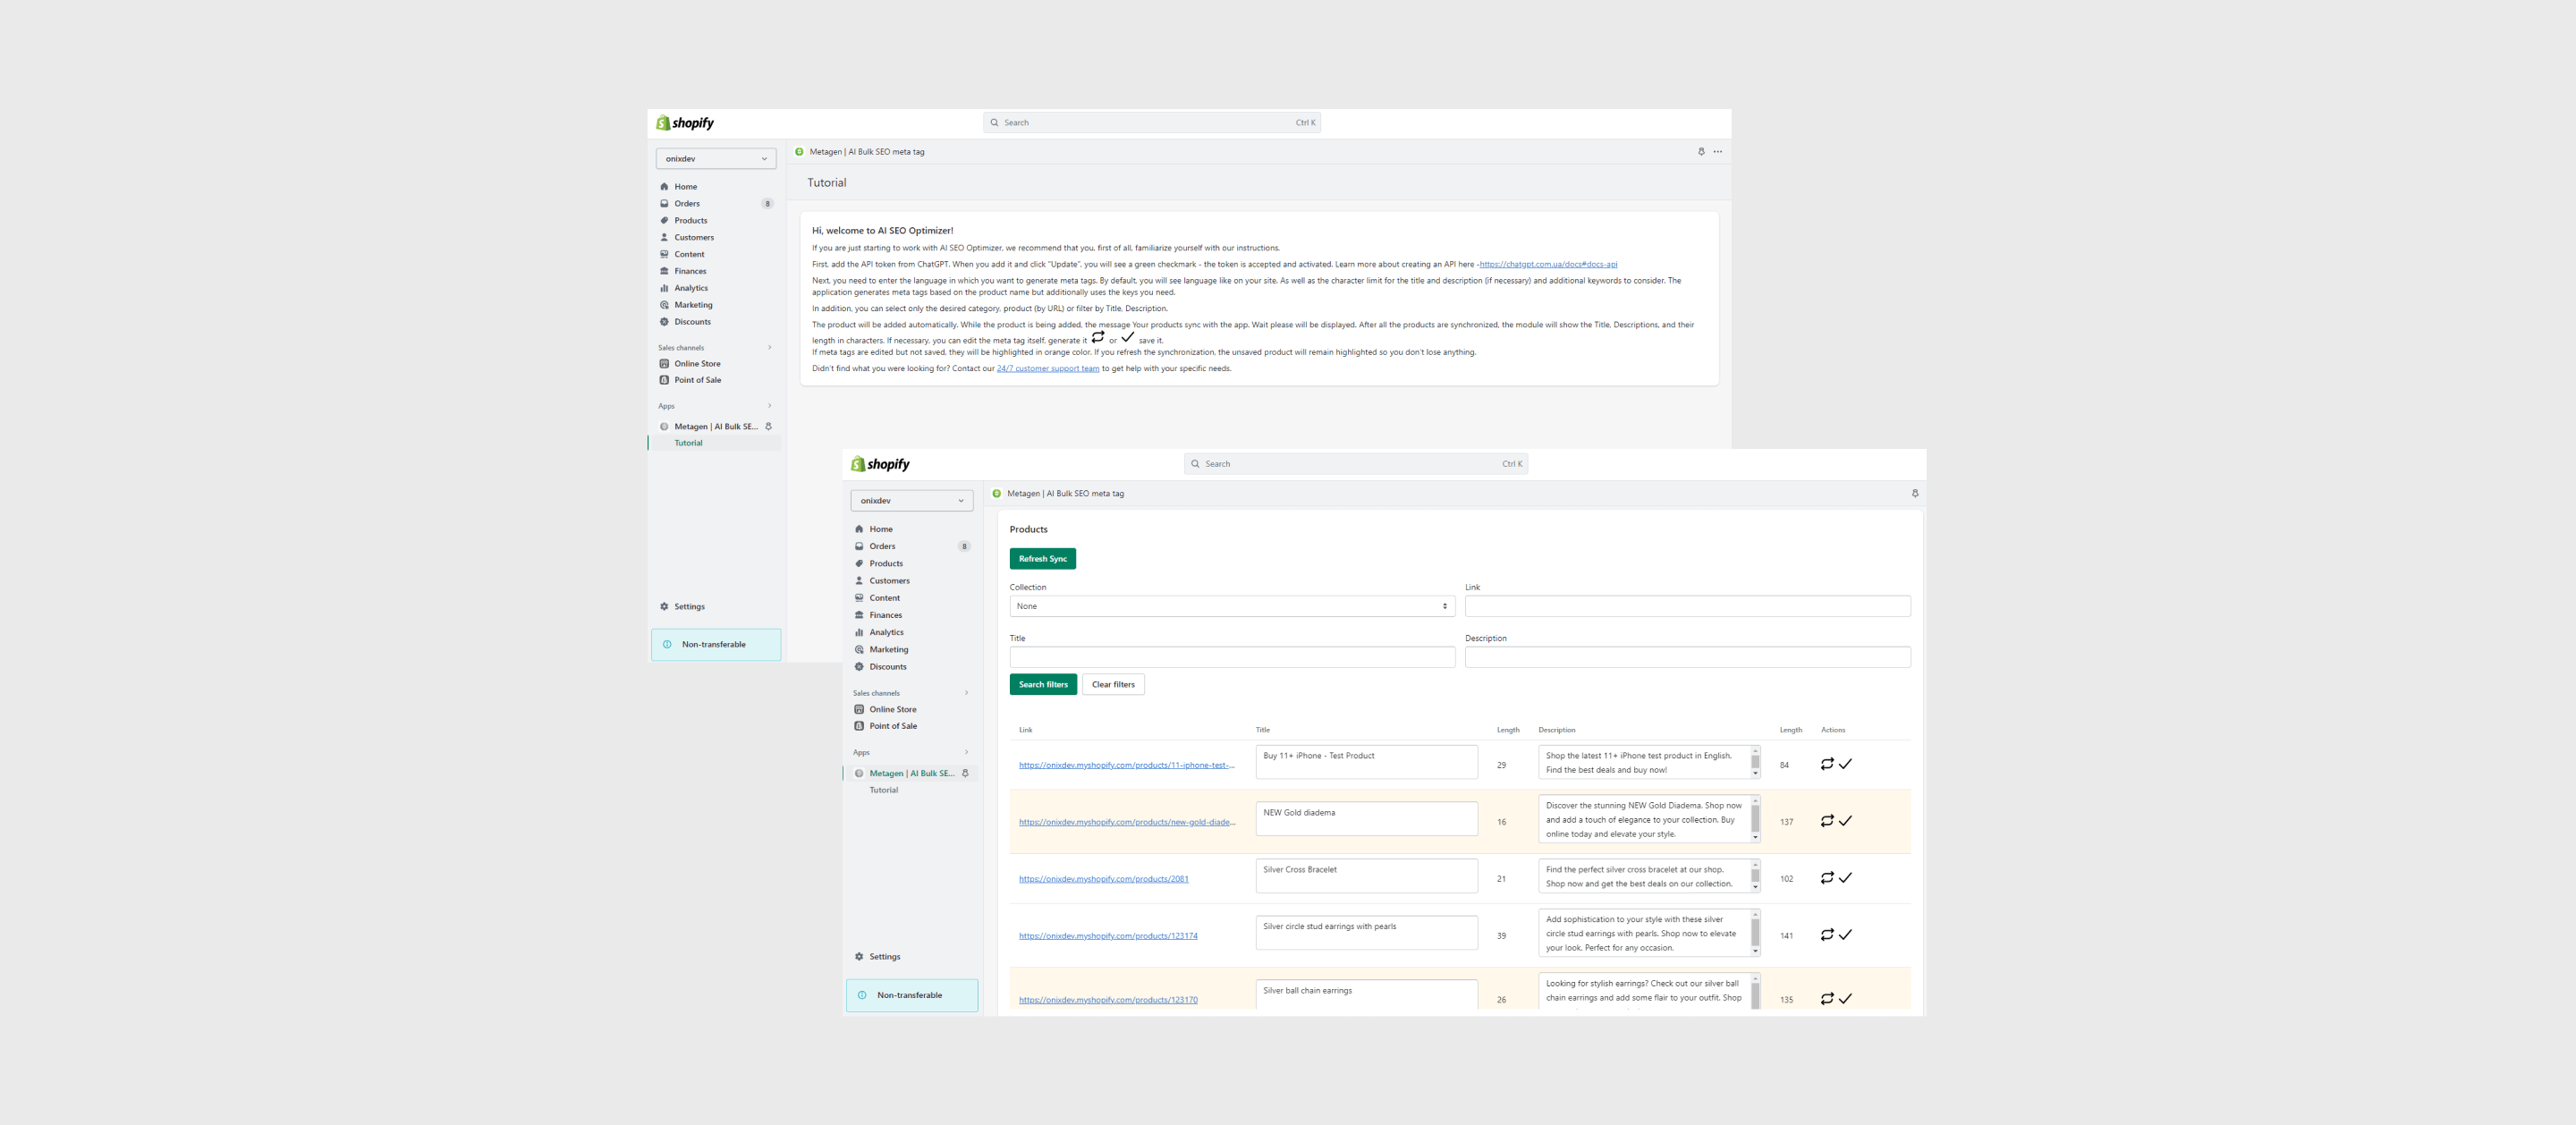 shopify
Search Ctrl K
onixdev
Metagen | AI Bulk SEO meta tag
Tutorial
Home
Orders 8
Products
Customers
Content
Finances
Analytics
Marketing
Discounts
Sales channels
Online Store
Point of Sale
Apps
Metagen | AI Bulk SE...
Tutorial
Settings
Non-transferable
Hi, welcome to AI SEO Optimizer!
If you are just starting to work with AI SEO Optimizer, we recommend that you, first of all, familiarize yourself with our instructions.
First, add the API token from ChatGPT. When you add it and click "Update", you will see a green checkmark - the token is accepted and activated. Learn more about creating an API here -https://chatgpt.com.ua/docs#docs-api
Next, you need to enter the language in which you want to generate meta tags. By default, you will see language like on your site. As well as the character limit for the title and description (if necessary) and additional keywords to consider. The
application generates meta tags based on the product name but additionally uses the keys you need.
In addition, you can select only the desired category, product (by URL) or filter by Title, Description.
The product will be added automatically. While the product is being added, the message Your products sync with the app. Wait please will be displayed. After all the products are synchronized, the module will show the Title, Descriptions, and their
length in characters. If necessary, you can edit the meta tag itself, generate it or save it.
If meta tags are edited but not saved, they will be highlighted in orange color. If you refresh the synchronization, the unsaved product will remain highlighted so you don't lose anything.
Didn't find what you were looking for? Contact our 24/7 customer support team to get help with your specific needs.
shopify
Search Ctrl K
onixdev
Metagen | AI Bulk SEO meta tag
Home
Orders 8
Products
Customers
Content
Finances
Analytics
Marketing
Discounts
Sales channels
Online Store
Point of Sale
Apps
Metagen | AI Bulk SE...
Tutorial
Settings
Non-transferable
Products
Refresh Sync
Collection Link
None
Title Description
Search filters Clear filters
Link Title Length Description Length Actions
https://onixdev.myshopify.com/products/11-iphone-test-... Buy 11+ iPhone - Test Product 29 Shop the latest 11+ iPhone test product in English. 84
Find the best deals and buy now!
https://onixdev.myshopify.com/products/new-gold-diade... NEW Gold diadema 16 Discover the stunning NEW Gold Diadema. Shop now 137
and add a touch of elegance to your collection. Buy
online today and elevate your style.
https://onixdev.myshopify.com/products/2081 Silver Cross Bracelet 21 Find the perfect silver cross bracelet at our shop. 102
Shop now and get the best deals on our collection.
https://onixdev.myshopify.com/products/123174 Silver circle stud earrings with pearls 39 Add sophistication to your style with these silver 141
circle stud earrings with pearls. Shop now to elevate
your look. Perfect for any occasion.
https://onixdev.myshopify.com/products/123170 Silver ball chain earrings 26 Looking for stylish earrings? Check out our silver ball 135
chain earrings and add some flair to your outfit. Shop